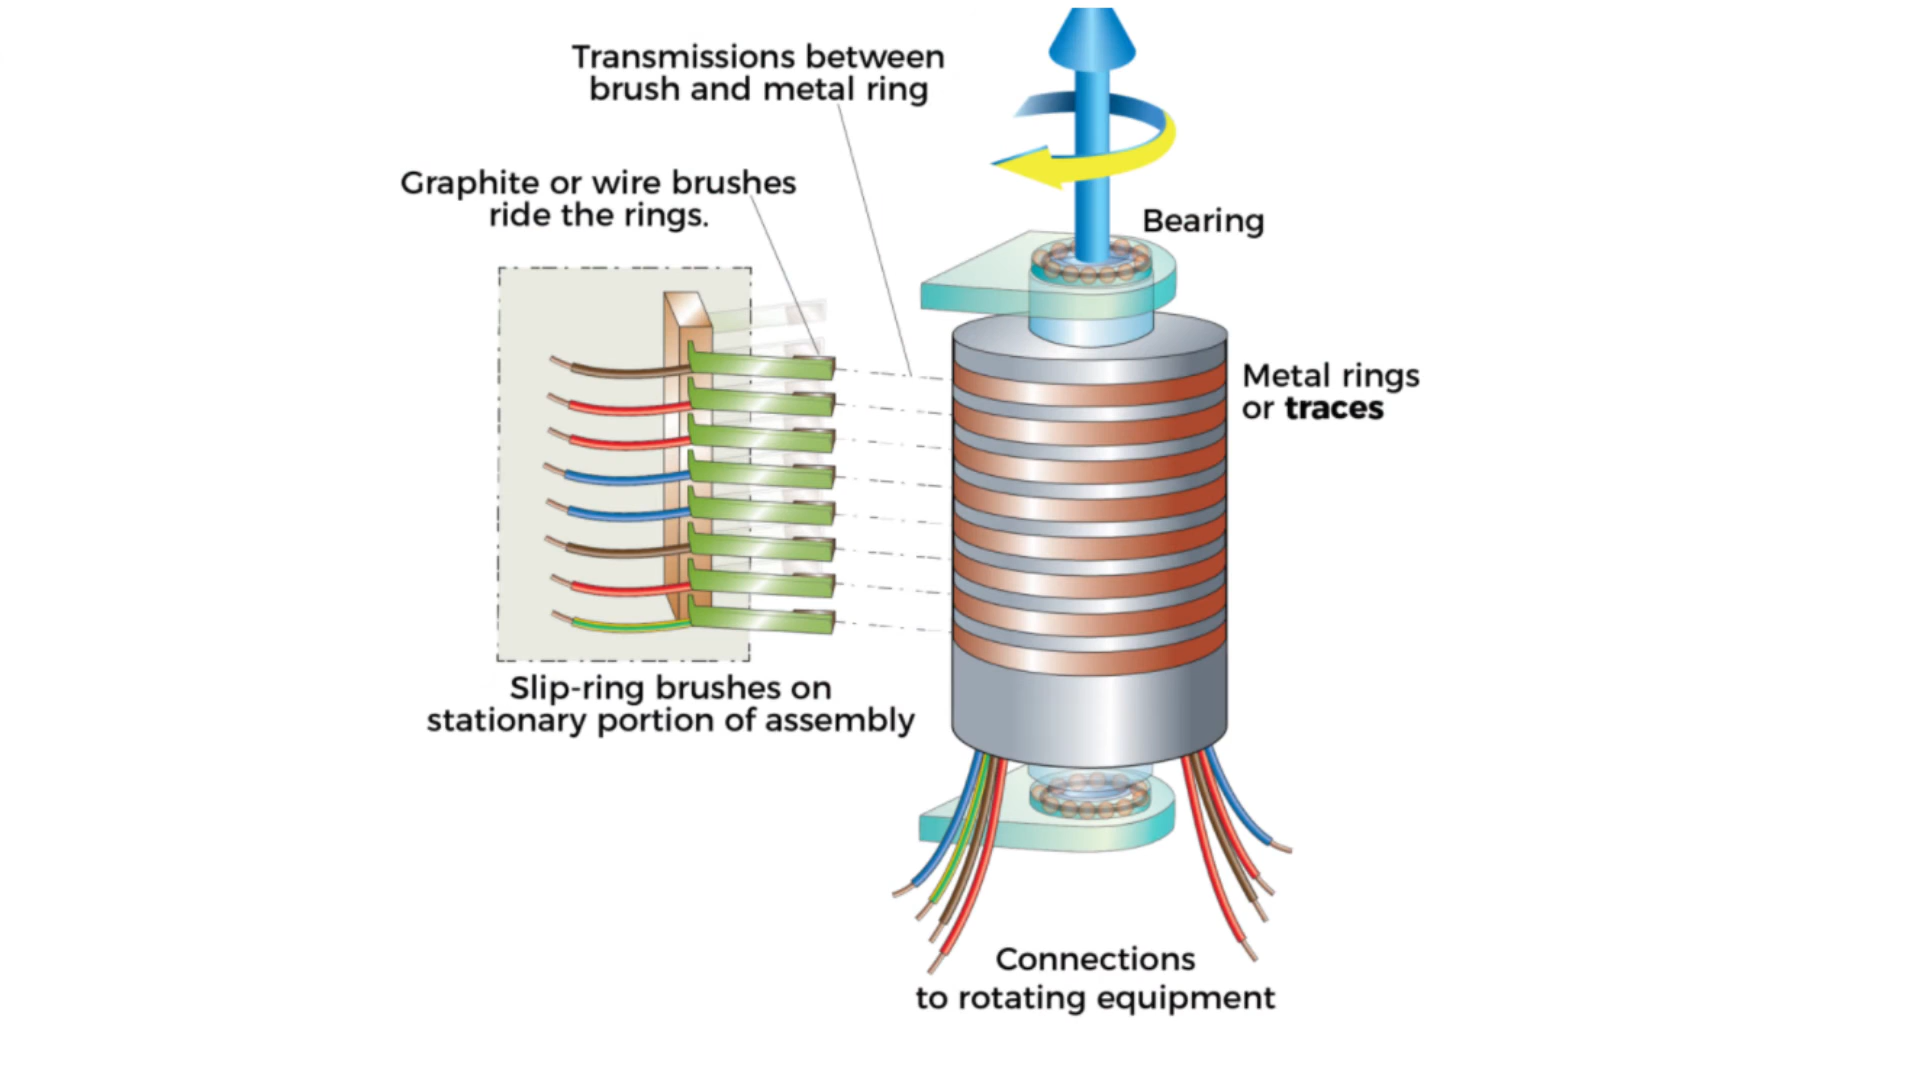 Transmissions between
brush and metal ring
Graphite or wire brushes
ride the rings.
Bearing
Metal rings
or traces
Slip-ring brushes on
stationary portion of assembly
Connections
to rotating equipment